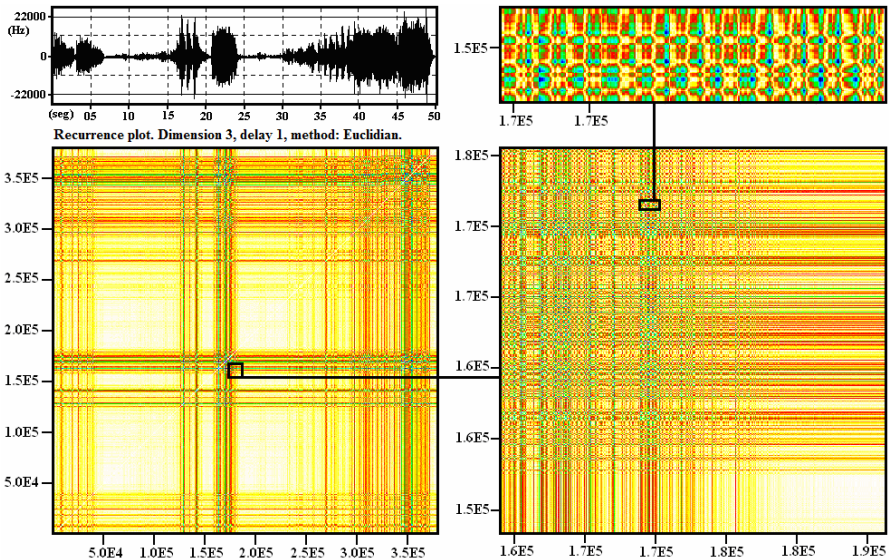 22000
(Hz)
0
-22000
(seg) 05 10 15 20 25 30 35 40 45 50
1.5E5
1.7E5 1.7E5
Recurrence plot. Dimension 3, delay 1, method: Euclidian.
3.5E5
3.0E5
2.5E5
2.0E5
1.5E5
1.0E5
5.0E4
5.0E4 1.0E5 1.5E5 2.0E5 2.5E5 3.0E5 3.5E5
1.8E5
1.7E5
1.7E5
1.6E5
1.6E5
1.5E5
1.6E5 1.7E5 1.7E5 1.8E5 1.8E5 1.9E5